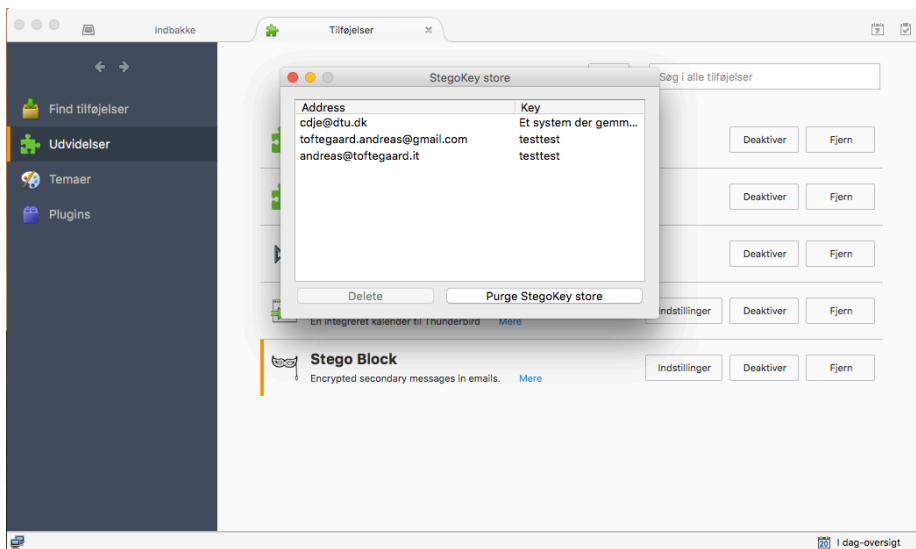 Indbakke
Tilføjelser
Find tilføjelser
Udvidelser
Temaer
Plugins
Søg i alle tilføjelser
StegoKey store
Address Key
cdje@dtu.dk Et system der gemm...
toftegaard.andreas@gmail.com testtest
andreas@toftegaard.it testtest
Delete Purge StegoKey store
Deaktiver Fjern
Deaktiver Fjern
Deaktiver Fjern
En integreret kalender til Thunderbird Mere
Indstillinger Deaktiver Fjern
Stego Block
Encrypted secondary messages in emails. Mere
Indstillinger Deaktiver Fjern
20 I dag-oversigt